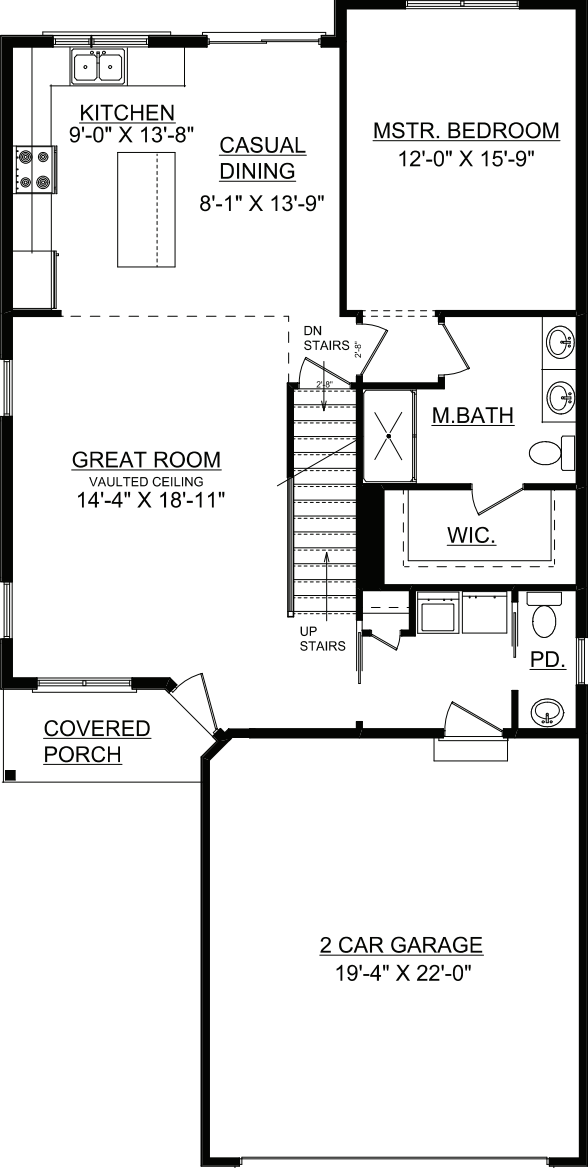 KITCHEN
9'-0" X 13'-8"
CASUAL
DINING
8'-1" X 13'-9"
MSTR. BEDROOM
12'-0" X 15'-9"
DN
STAIRS
2'-8"
2'-8"
M.BATH
GREAT ROOM
VAULTED CEILING
14'-4" X 18'-11"
WIC.
UP
STAIRS
PD.
COVERED
PORCH
2 CAR GARAGE
19'-4" X 22'-0"